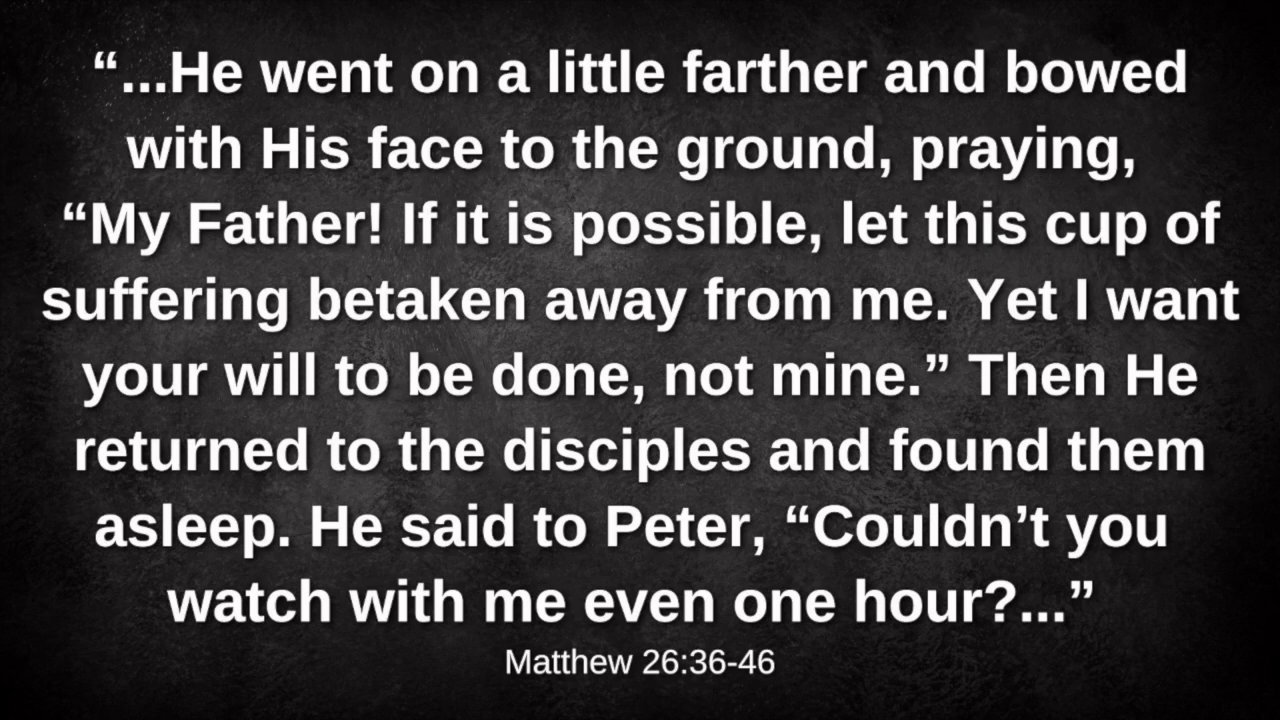 “...He went on a little farther and bowed
with His face to the ground, praying,
“My Father! If it is possible, let this cup of
suffering betaken away from me. Yet I want
your will to be done, not mine.” Then He
returned to the disciples and found them
asleep. He said to Peter, “Couldn’t you
watch with me even one hour?...”
Matthew 26:36-46